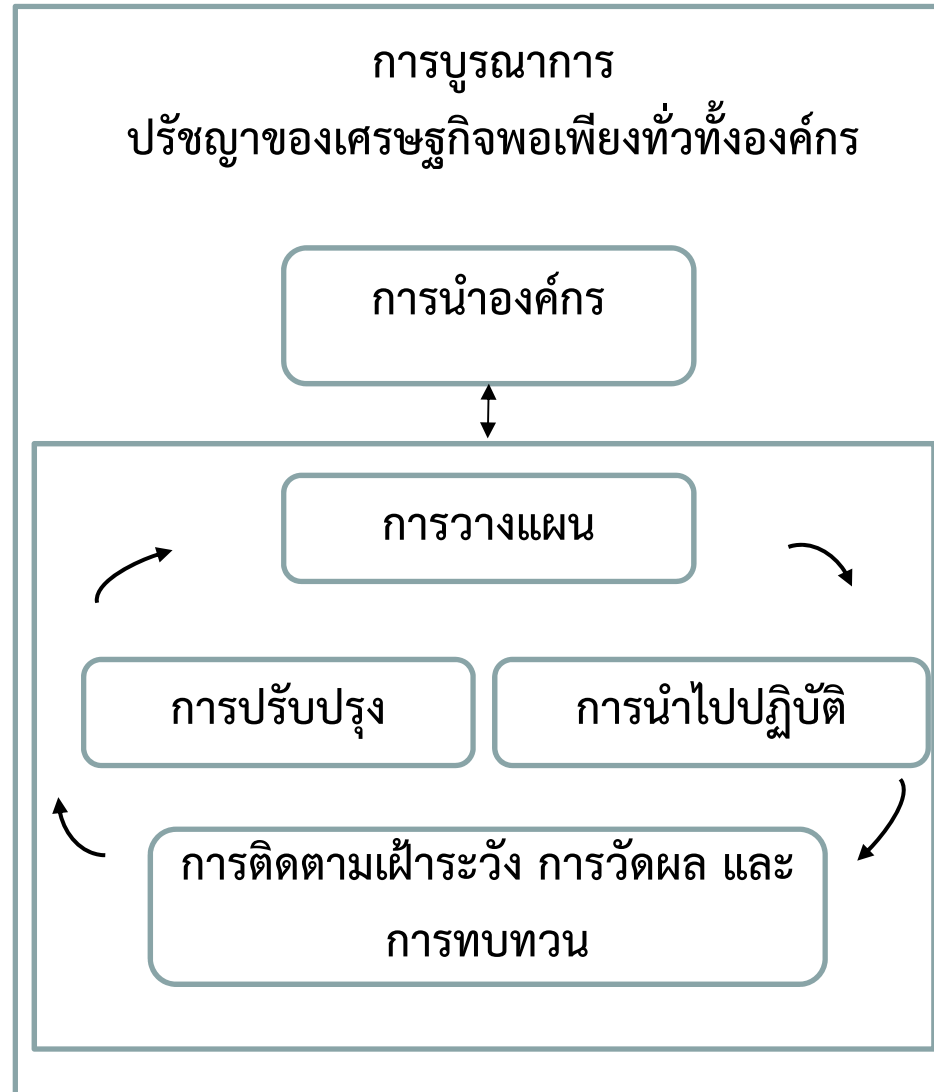 การบูรณาการ
ปรัชญาของเศรษฐกิจพอเพียงทั่วทั้งองค์กร
การนำองค์กร
การวางแผน
การปรับปรุง
การนำไปปฏิบัติ
การติดตามเฝ้าระวัง การวัดผล และ
การทบทวน